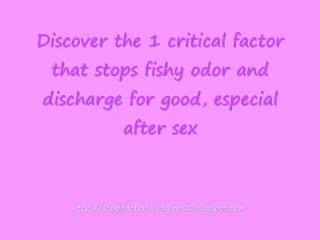 Discover the 1 critical factor
that stops fishy odor and
discharge for good, especial
after sex